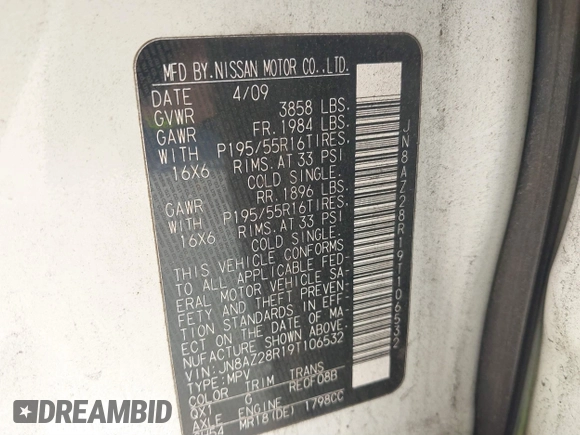 MFD BY.NISSAN MOTOR CO.,LTD.
DATE 4/09
GVWR 3858 LBS.
GAWR FR. 1984 LBS.
WITH P195/55R16TIRES.
16X6 RIMS.AT 33 PSI
COLD SINGLE.
GAWR RR. 1896 LBS.
WITH P195/55R16TIRES.
16X6 RIMS.AT 33 PSI
COLD SINGLE.
THIS VEHICLE CONFORMS
TO ALL APPLICABLE FED-
ERAL MOTOR VEHICLE SA-
FETY AND THEFT PREVEN-
TION STANDARDS IN EFF-
ECT ON THE DATE OF MA-
NUFACTURE SHOWN ABOVE.
VIN:JN8AZ28R19T106532
TYPE:MPV
COLOR TRIM TRANS
QX1 G RE0F08B
AXLE ENGINE
MR18(DE) 1798CC
JN8AZ28R19T106532
RIDESAFELY.COM